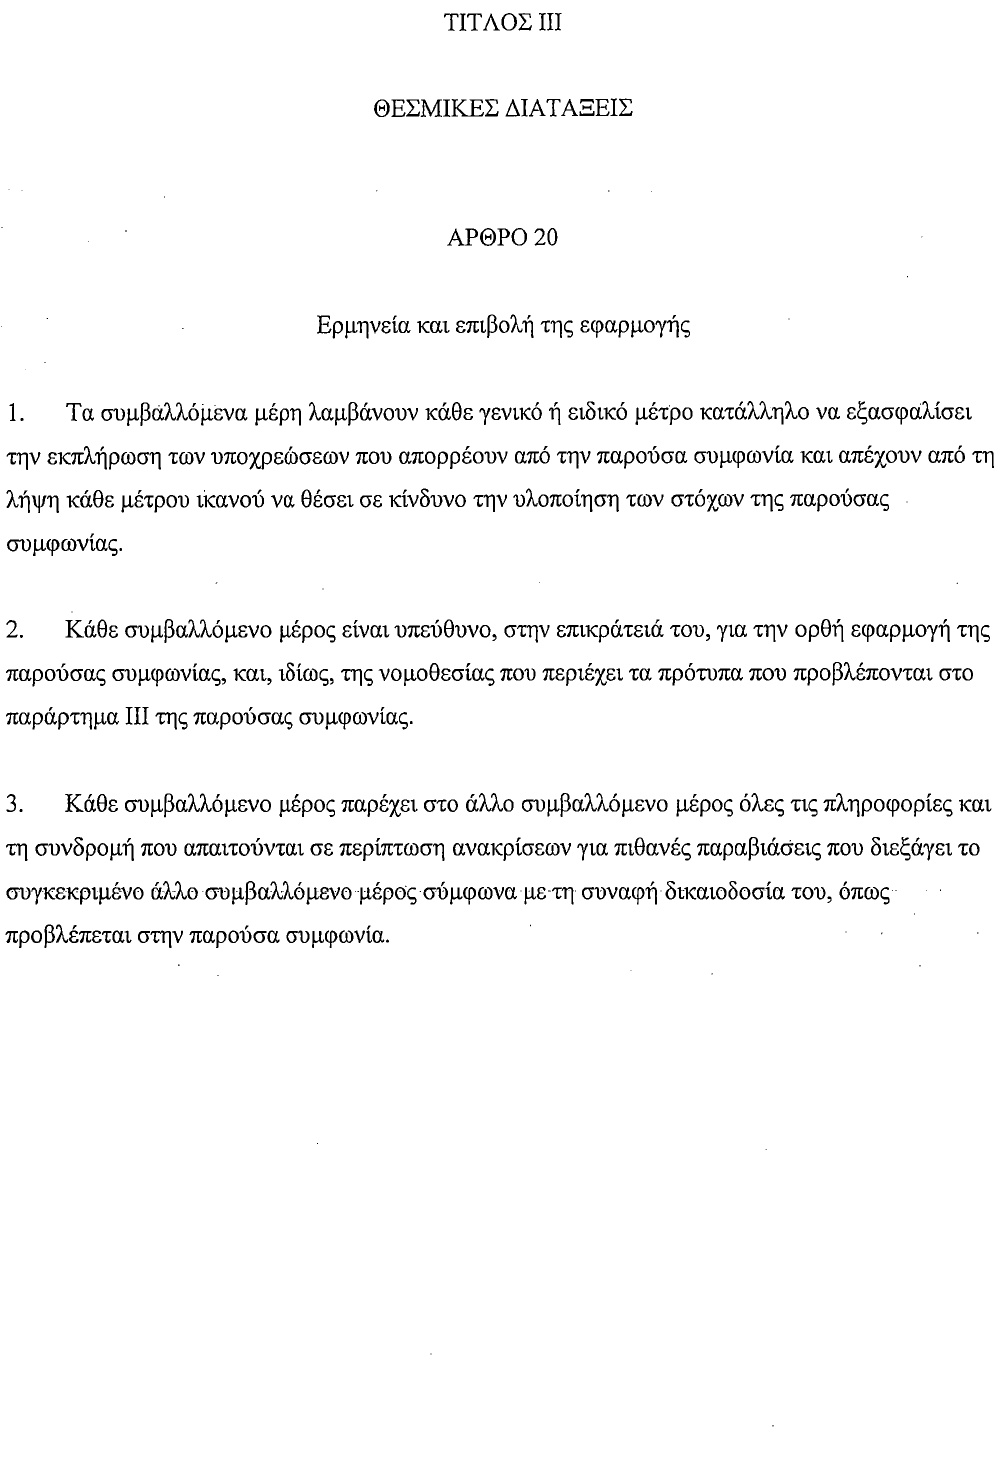 ΤΙΤΛΟΣ III
ΘΕΣΜΙΚΕΣ ΔΙΑΤΑΞΕΙΣ
ΑΡΘΡΟ 20
Ερμηνεία και επιβολή της εφαρμογής
1. Τα συμβαλλόμενα μέρη λαμβάνουν κάθε γενικό ή ειδικό μέτρο κατάλληλο να εξασφαλίσει
την εκπλήρωση των υποχρεώσεων που απορρέουν από την παρούσα συμφωνία και απέχουν από τη
λήψη κάθε μέτρου ικανού να θέσει σε κίνδυνο την υλοποίηση των στόχων της παρούσας
συμφωνίας.
2. Κάθε συμβαλλόμενο μέρος είναι υπεύθυνο, στην επικράτειά του, για την ορθή εφαρμογή της
παρούσας συμφωνίας, και, ιδίως, της νομοθεσίας που περιέχει τα πρότυπα που προβλέπονται στο
παράρτημα III της παρούσας συμφωνίας.
3. Κάθε συμβαλλόμενο μέρος παρέχει στο άλλο συμβαλλόμενο μέρος όλες τις πληροφορίες και
τη συνδρομή που απαιτούνται σε περίπτωση ανακρίσεων για πιθανές παραβιάσεις που διεξάγει το
συγκεκριμένο άλλο συμβαλλόμενο μέρος σύμφωνα με τη συναφή δικαιοδοσία του, όπως
προβλέπεται στην παρούσα συμφωνία.